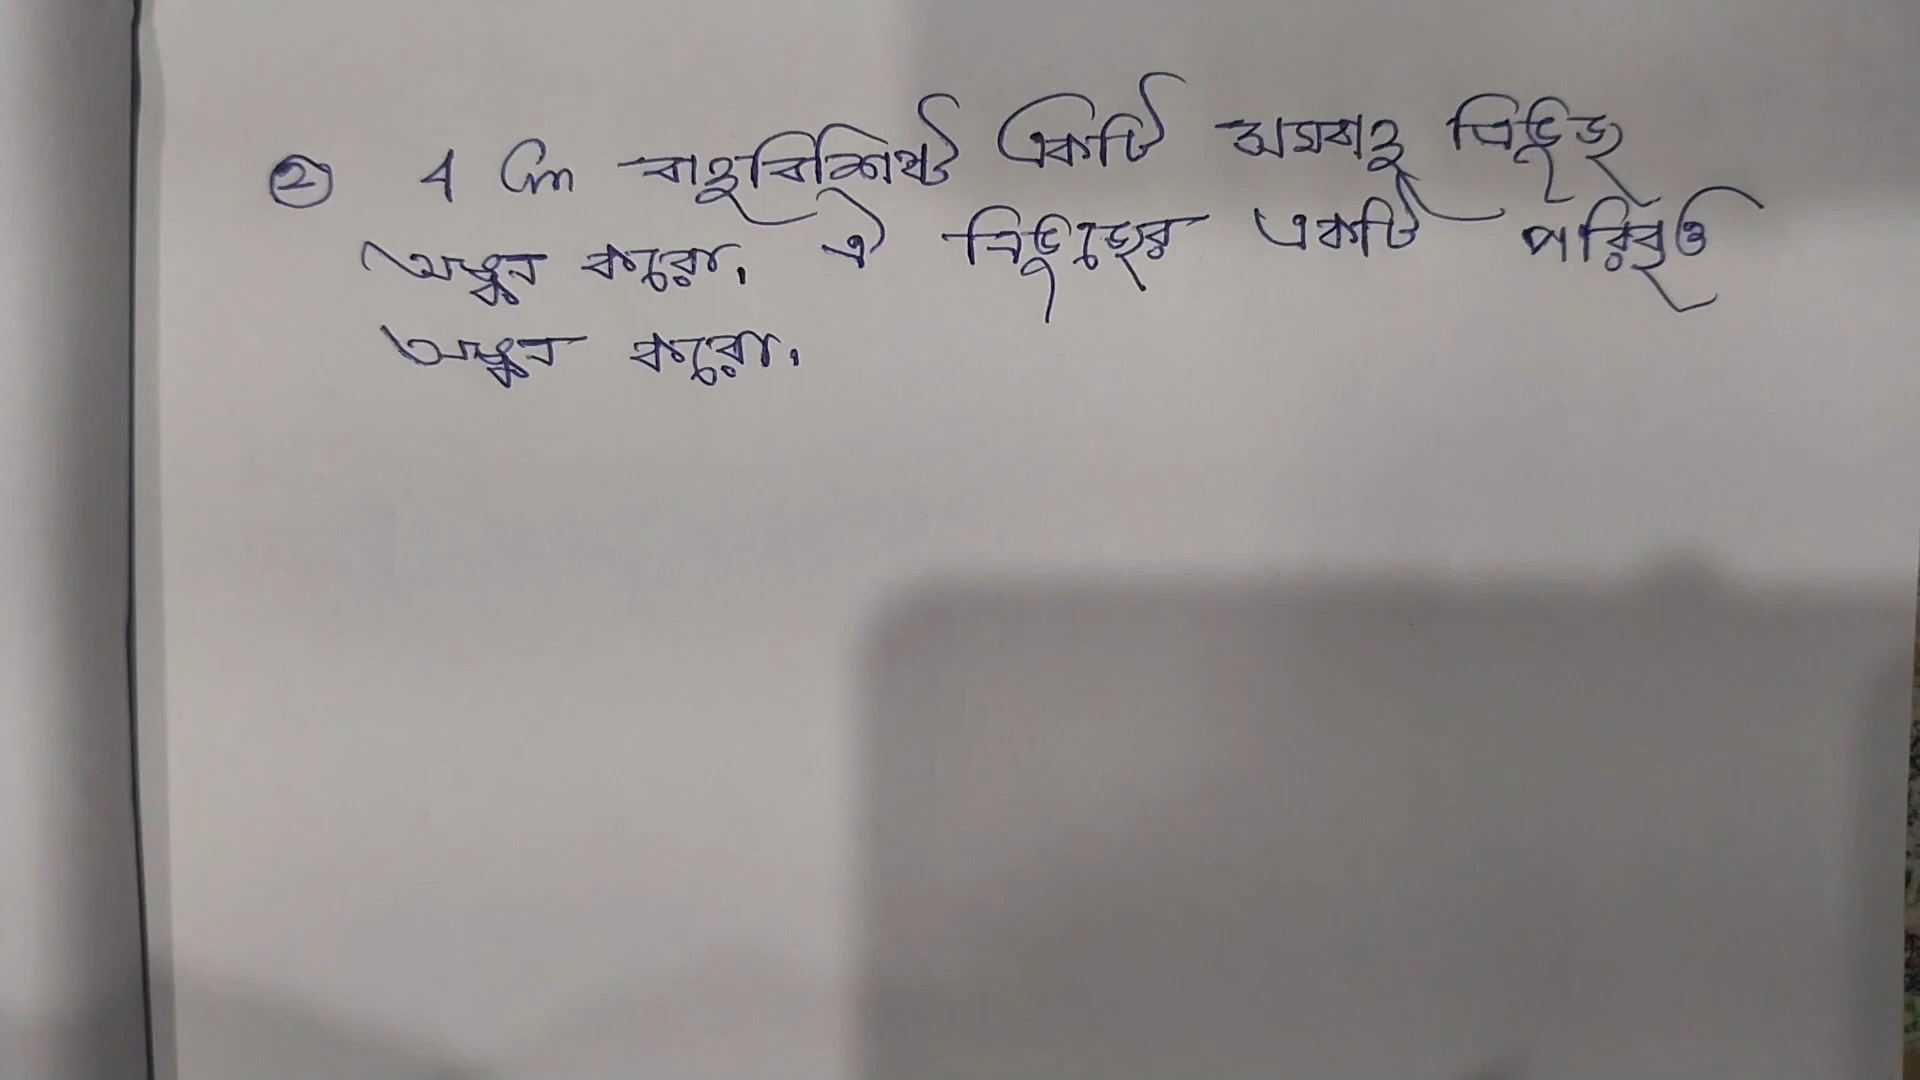 ② 4 Cm বাহুবিশিষ্ট একটি সমবাহু ত্রিভুজ
অঙ্কন করো। ঐ ত্রিভুজের একটি পরিবৃত্ত
অঙ্কন করো।